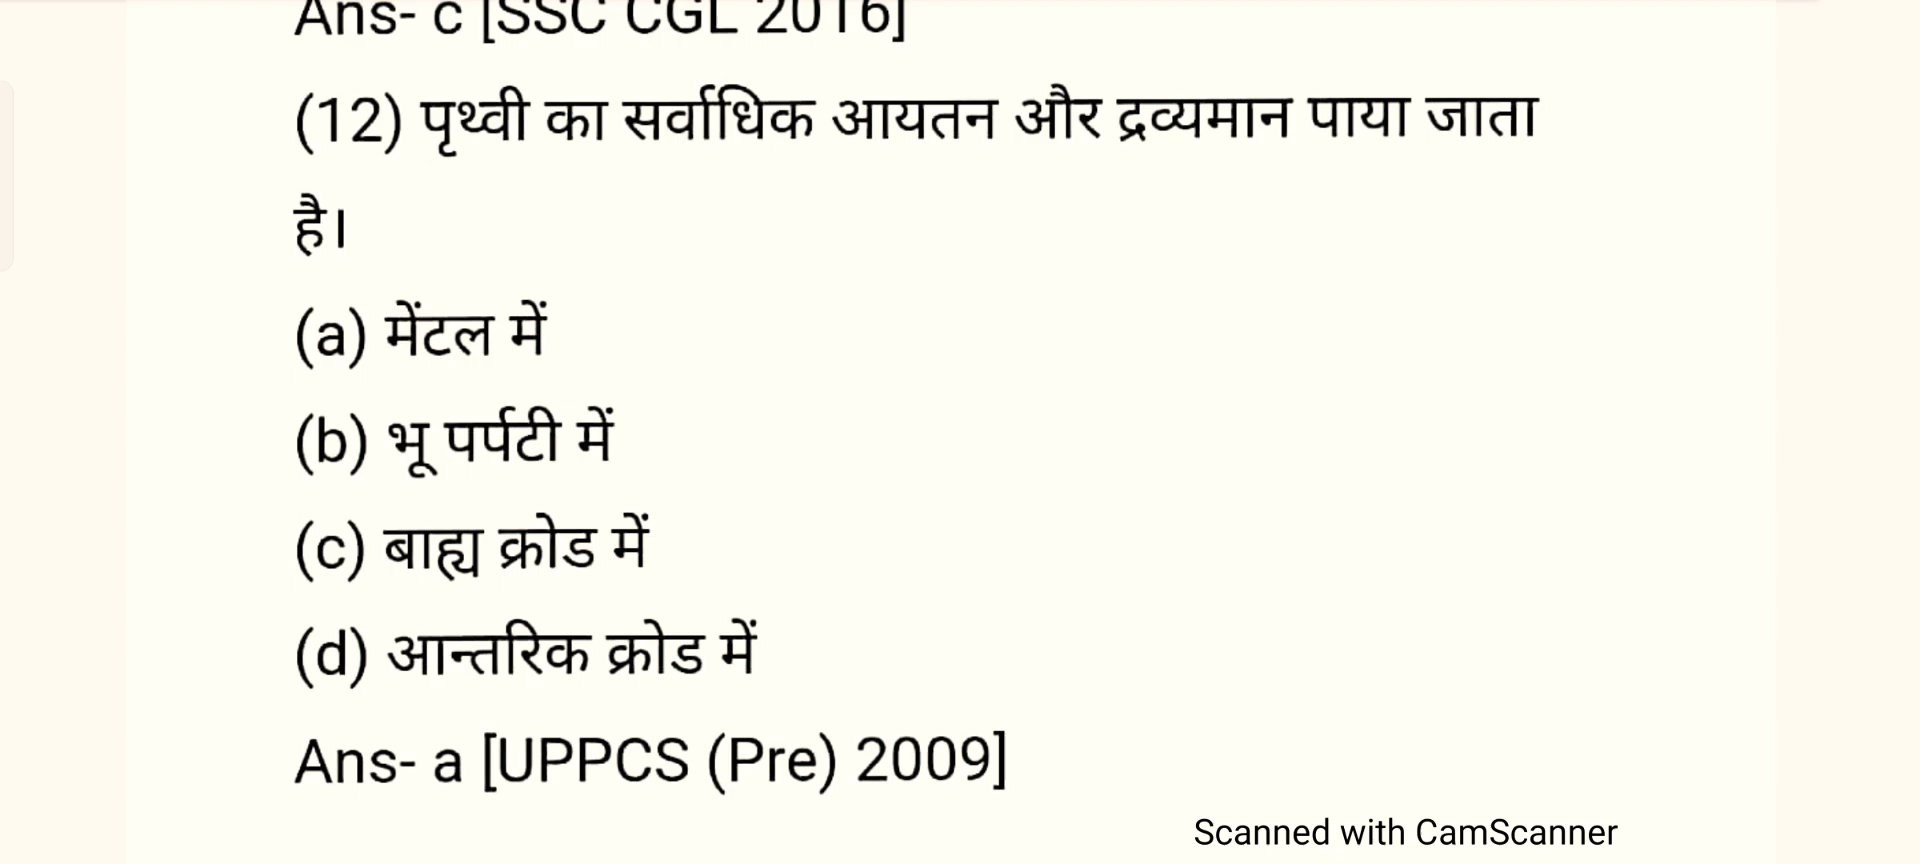 Ans- c [SSC CGL 2016]
(12) पृथ्वी का सर्वाधिक आयतन और द्रव्यमान पाया जाता
है।
(a) मेंटल में
(b) भू पर्पटी में
(c) बाह्य क्रोड में
(d) आन्तरिक क्रोड में
Ans- a [UPPCS (Pre) 2009]
Scanned with CamScanner